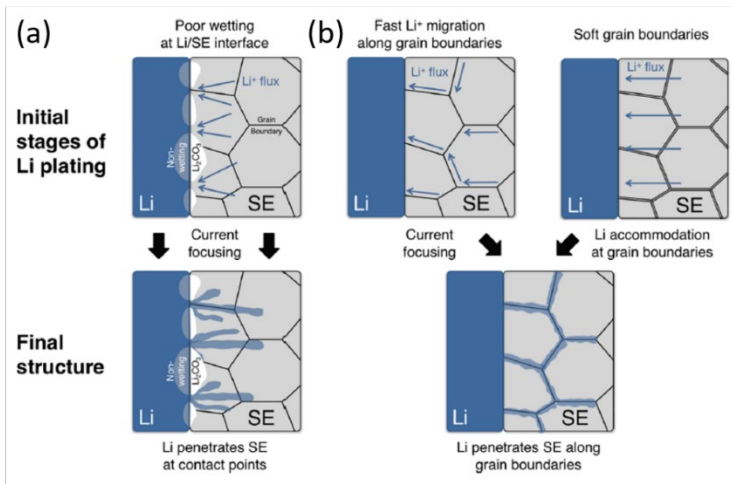 (a)
Poor wetting
at Li/SE interface
(b)
Fast Li⁺ migration
along grain boundaries
Soft grain boundaries
Initial
stages of
Li plating
Li⁺ flux
Grain
Boundary
Non-
wetting
Li₂CO₃
Li
SE
Li⁺ flux
Li
SE
Li⁺ flux
Li
SE
Current
focusing
Current
focusing
Li accommodation
at grain boundaries
Final
structure
Non-
wetting
Li₂CO₃
Li
SE
Li
SE
Li penetrates SE
at contact points
Li penetrates SE along
grain boundaries